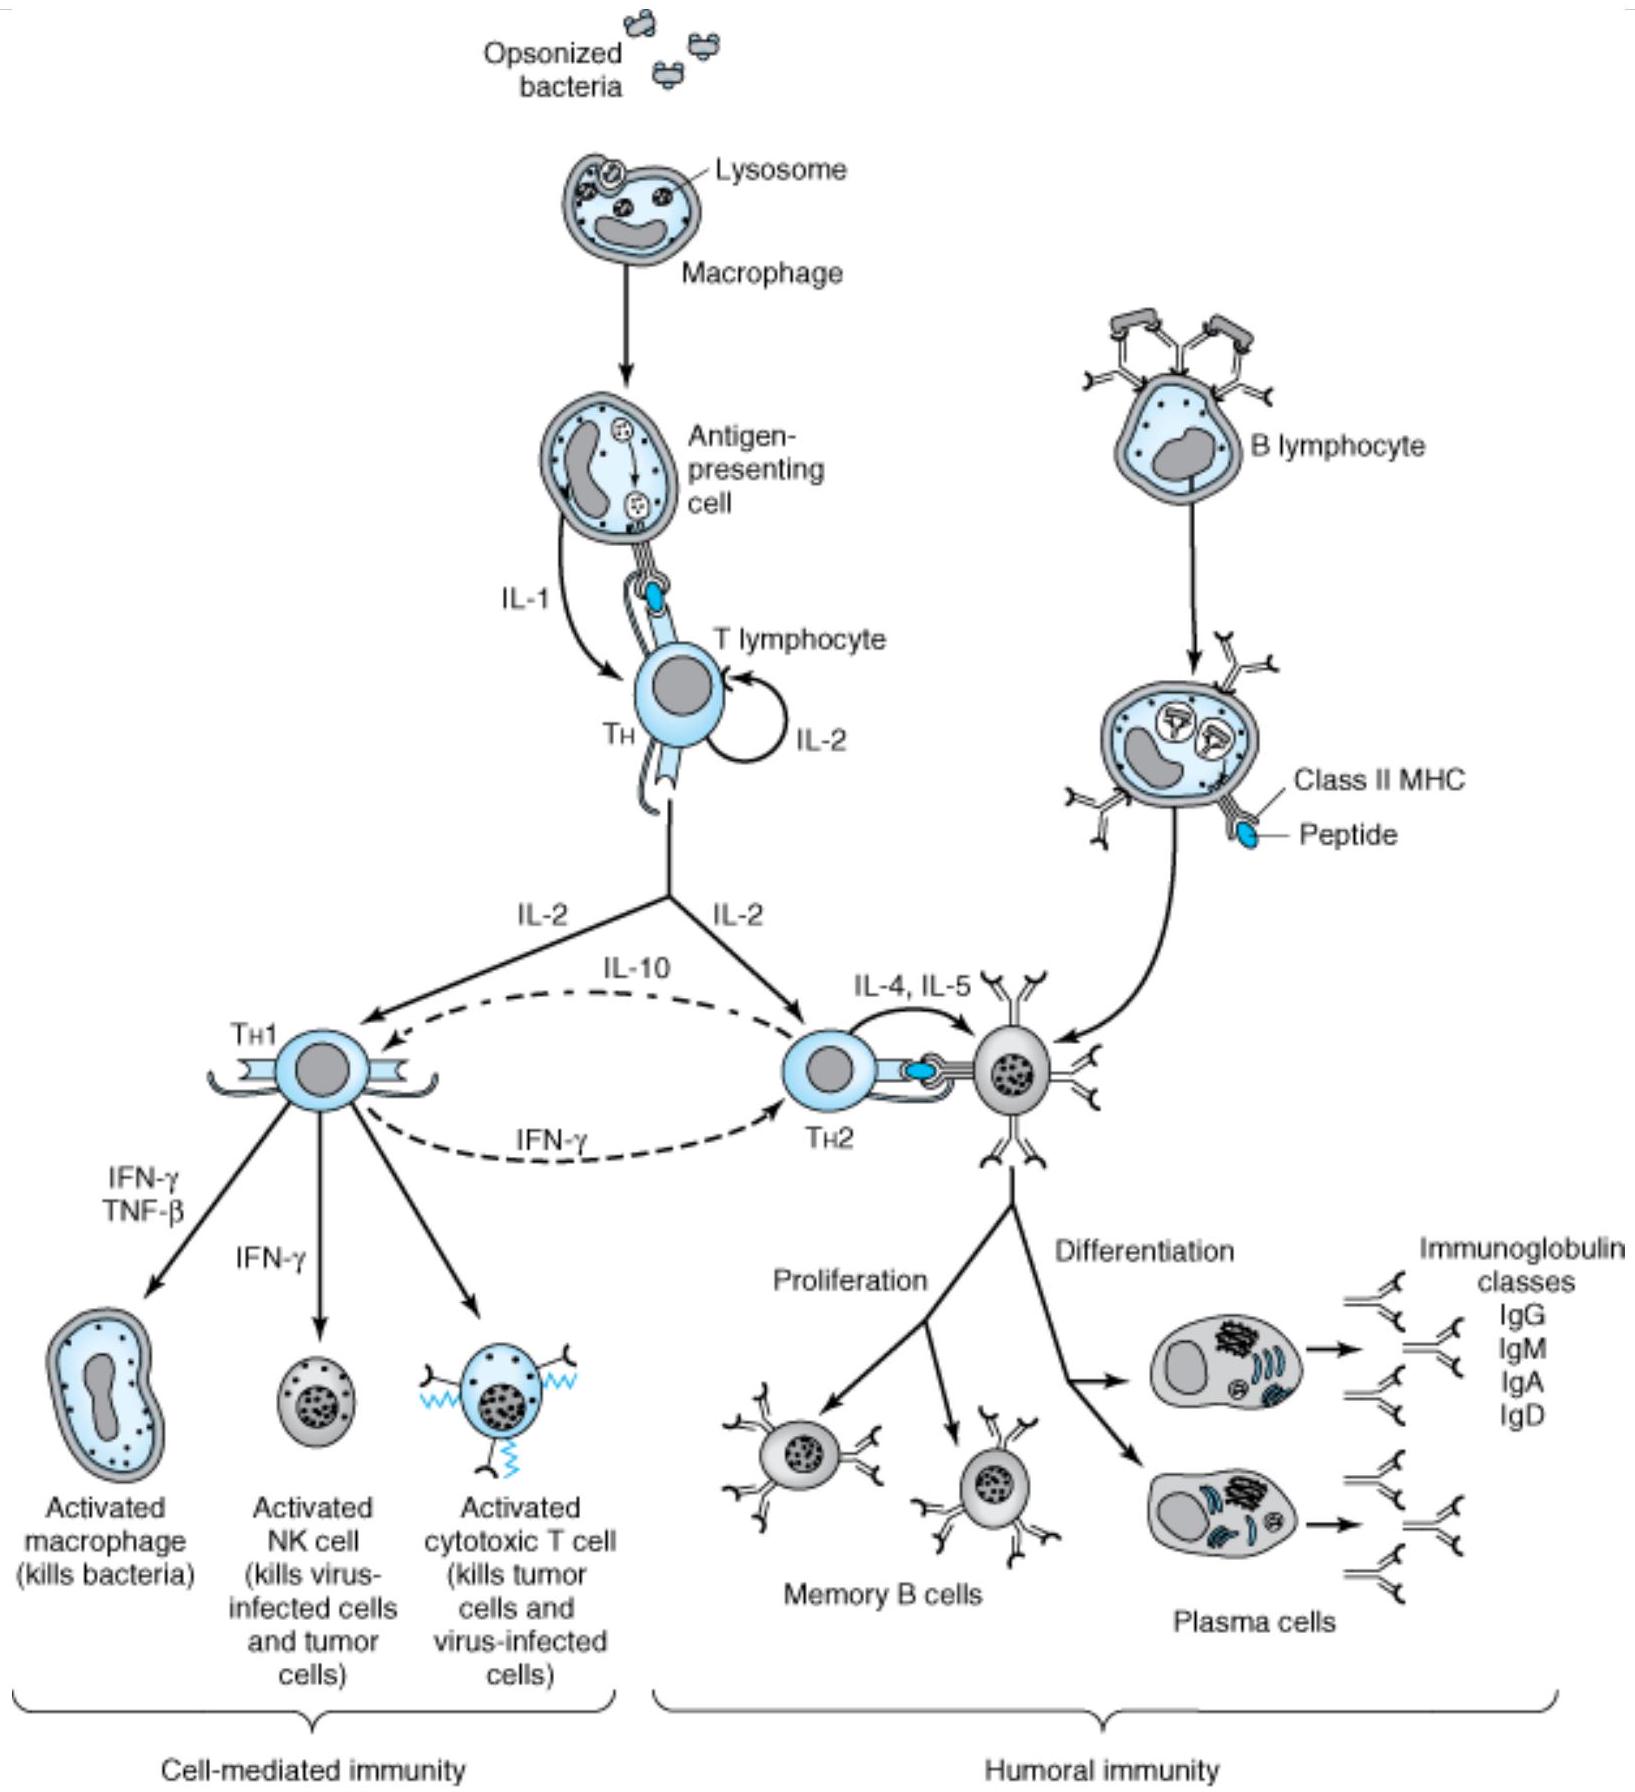 Opsonized
bacteria
Lysosome
Macrophage
Antigen-
presenting
cell
B lymphocyte
IL-1
T lymphocyte
TH
IL-2
Class II MHC
Peptide
IL-2
IL-2
IL-10
IL-4, IL-5
TH1
TH2
IFN-γ
IFN-γ
TNF-β
IFN-γ
Proliferation
Differentiation
Immunoglobulin
classes
IgG
IgM
IgA
IgD
Activated
macrophage
(kills bacteria)
Activated
NK cell
(kills virus-
infected cells
and tumor
cells)
Activated
cytotoxic T cell
(kills tumor
cells and
virus-infected
cells)
Memory B cells
Plasma cells
Cell-mediated immunity
Humoral immunity